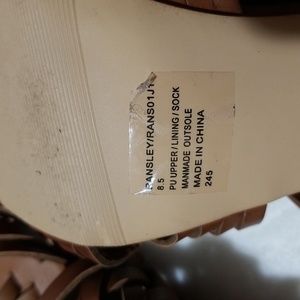 RANSLEY/RANS01J1
8.5
PU UPPER / LINING / SOCK
MANMADE OUTSOLE
MADE IN CHINA
245